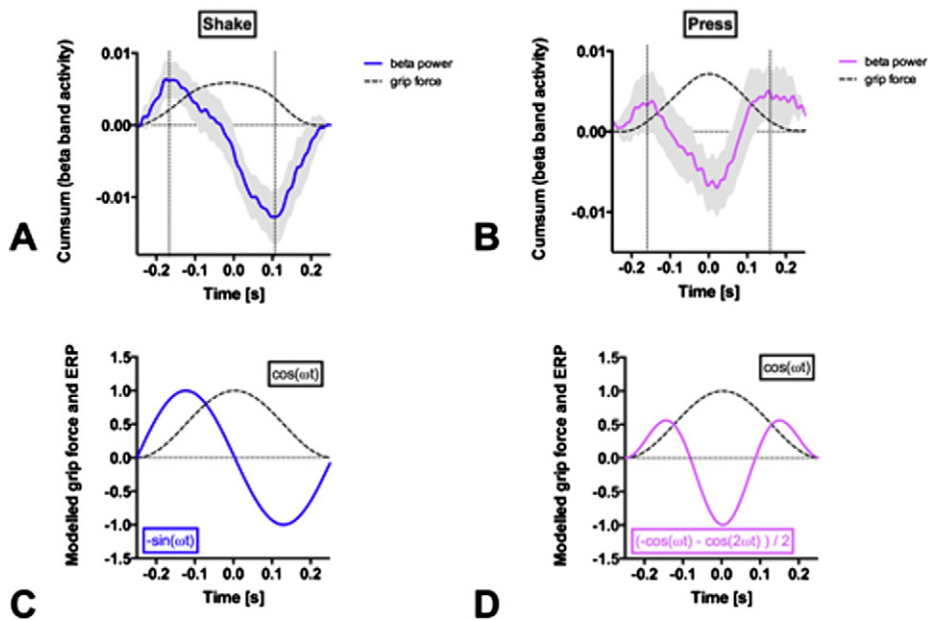 Shake
Cumsum (beta band activity)
0.01
0.00
-0.01
beta power
grip force
-0.2 -0.1 0.0 0.1 0.2
Time [s]
A
Press
Cumsum (beta band activity)
0.01
0.00
-0.01
beta power
grip force
-0.2 -0.1 0.0 0.1 0.2
Time [s]
B
Modelled grip force and ERP
1.5
1.0
0.5
0.0
-0.5
-1.0
-1.5
cos(ωt)
-sin(ωt)
-0.2 -0.1 0.0 0.1 0.2
Time [s]
C
Modelled grip force and ERP
1.5
1.0
0.5
0.0
-0.5
-1.0
-1.5
cos(ωt)
(-cos(ωt) - cos(2ωt) ) / 2
-0.2 -0.1 0.0 0.1 0.2
Time [s]
D